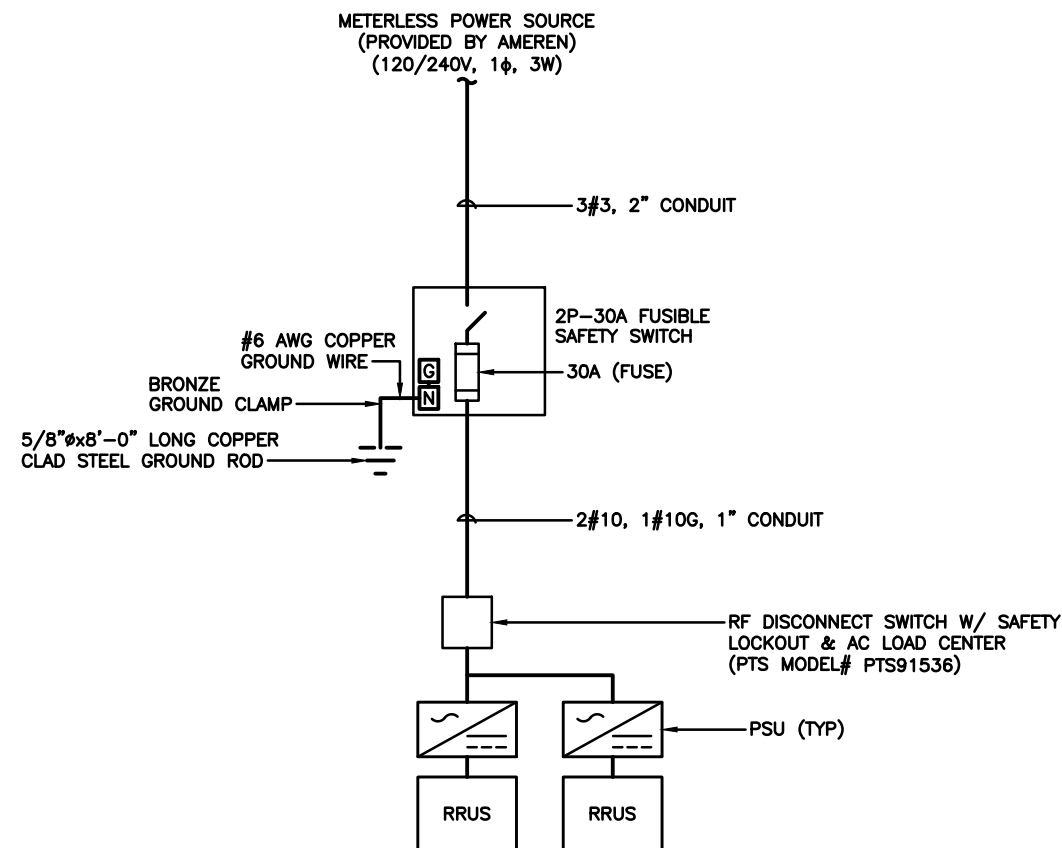 METERLESS POWER SOURCE
(PROVIDED BY AMEREN)
(120/240V, 1ϕ, 3W)
3#3, 2" CONDUIT
2P-30A FUSIBLE
SAFETY SWITCH
#6 AWG COPPER
GROUND WIRE
30A (FUSE)
G
N
BRONZE
GROUND CLAMP
5/8"øx8'-0" LONG COPPER
CLAD STEEL GROUND ROD
2#10, 1#10G, 1" CONDUIT
RF DISCONNECT SWITCH W/ SAFETY
LOCKOUT & AC LOAD CENTER
(PTS MODEL# PTS91536)
PSU (TYP)
RRUS
RRUS